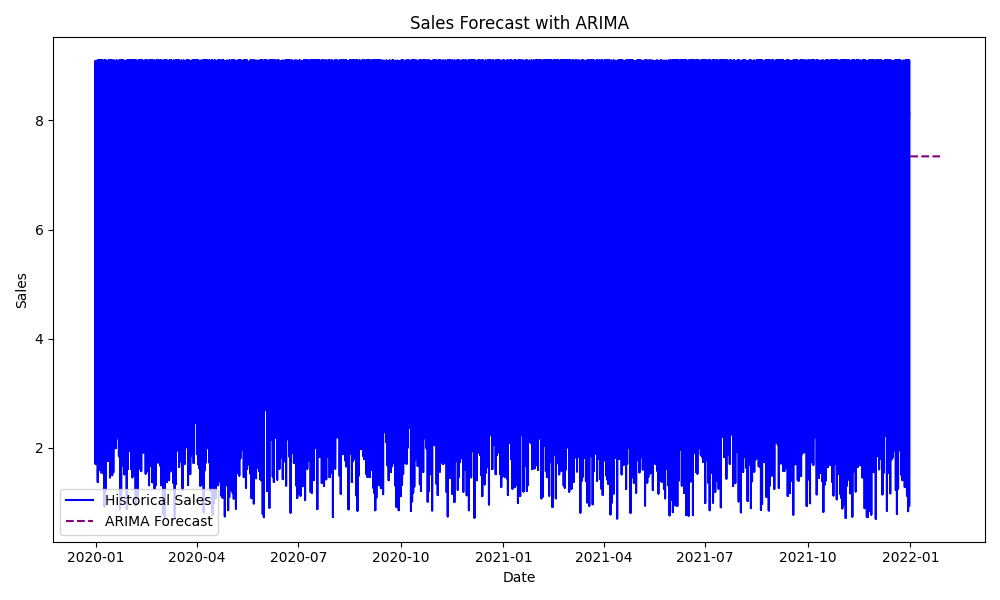 Sales Forecast with ARIMA
Sales
8
6
4
2
Historical Sales
ARIMA Forecast
2020-01
2020-04
2020-07
2020-10
2021-01
2021-04
2021-07
2021-10
2022-01
Date